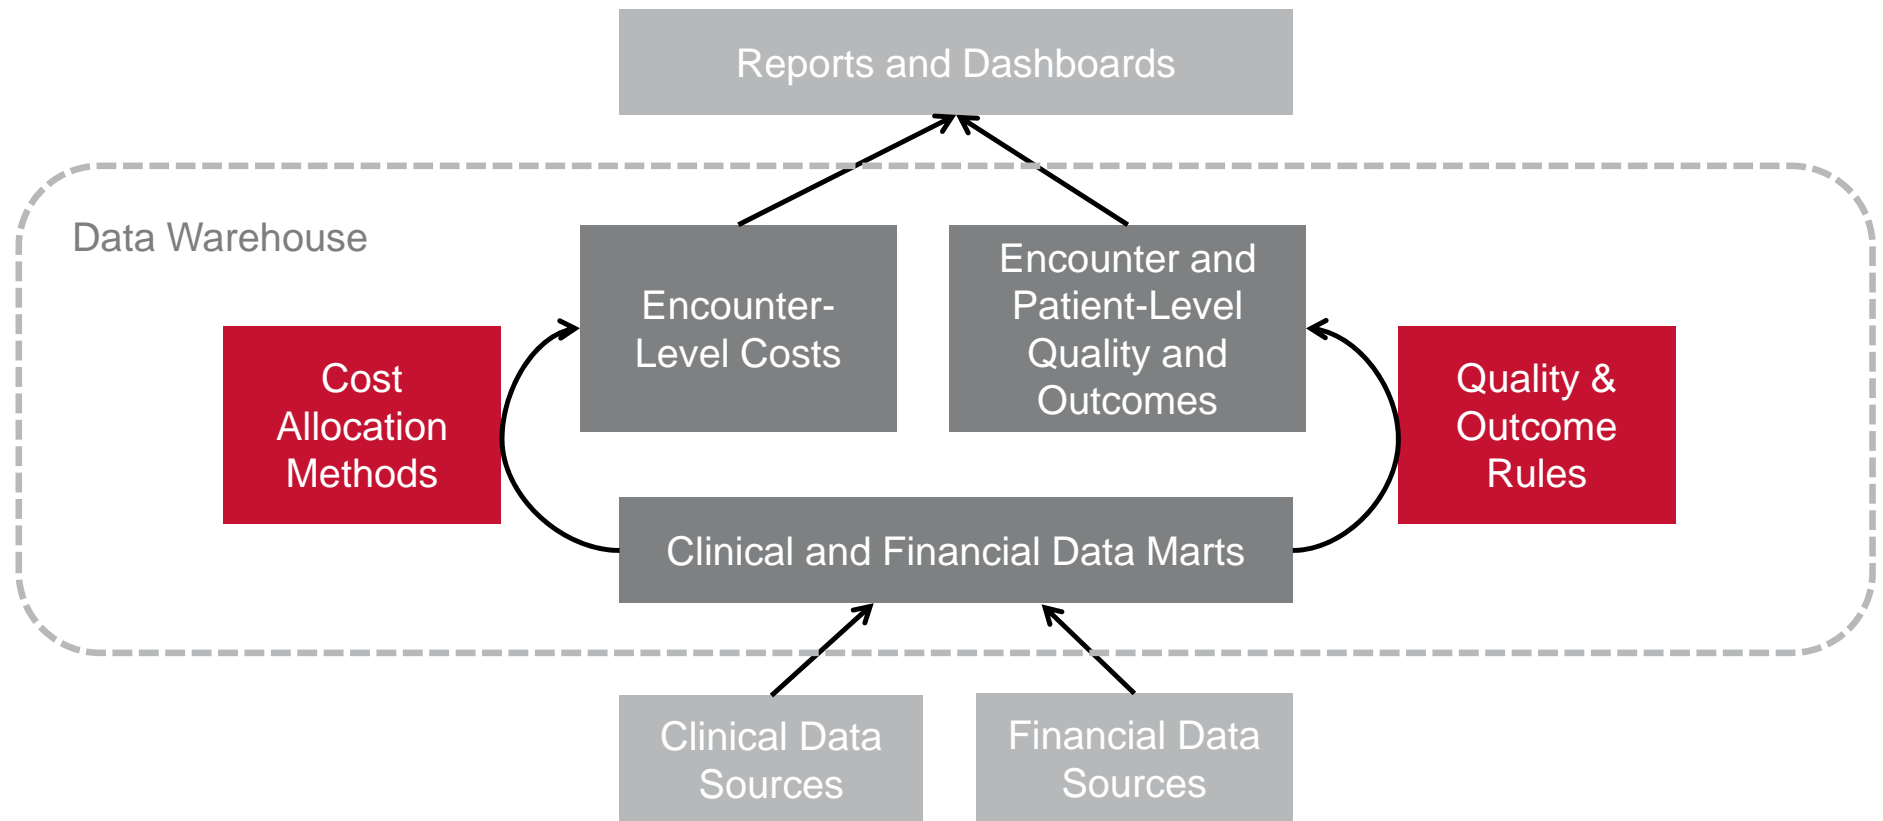 Reports and Dashboards
Data Warehouse
Encounter-
Level Costs
Encounter and
Patient-Level
Quality and
Outcomes
Cost
Allocation
Methods
Quality &
Outcome
Rules
Clinical and Financial Data Marts
Clinical Data
Sources
Financial Data
Sources